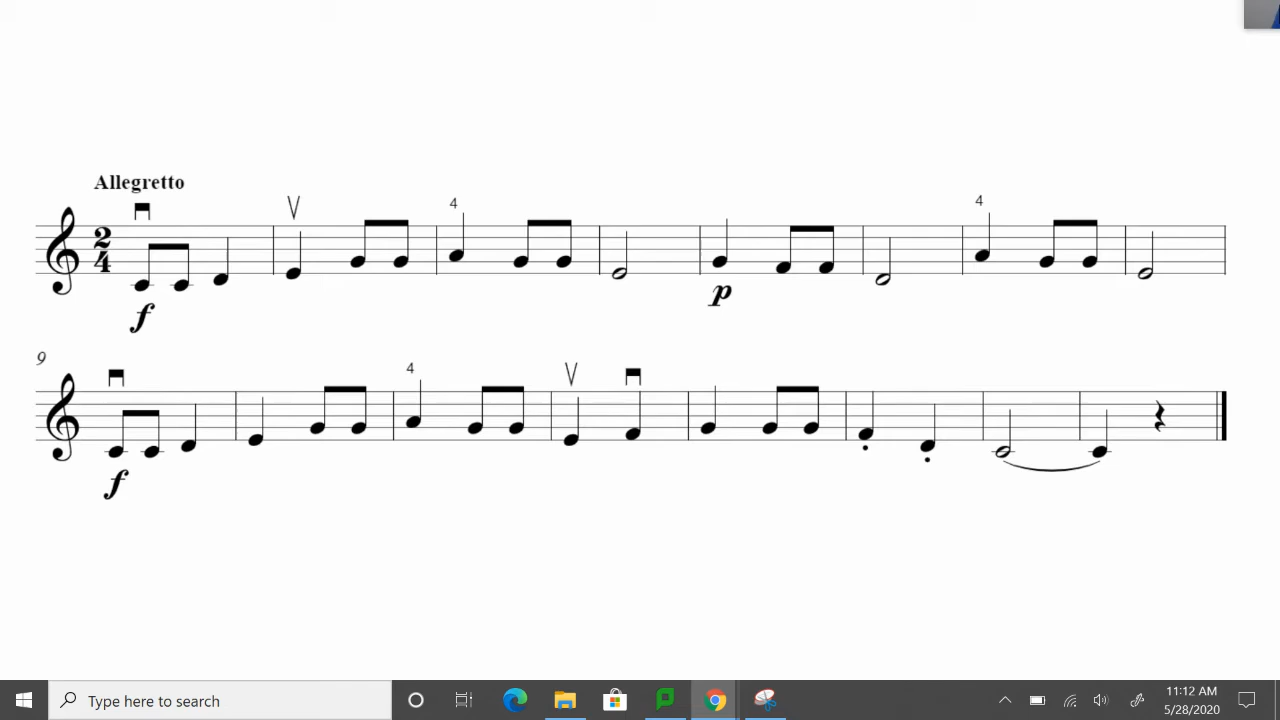 Allegretto
4
4
2
4
f
p
9
4
f
Type here to search
11:12 AM
5/28/2020